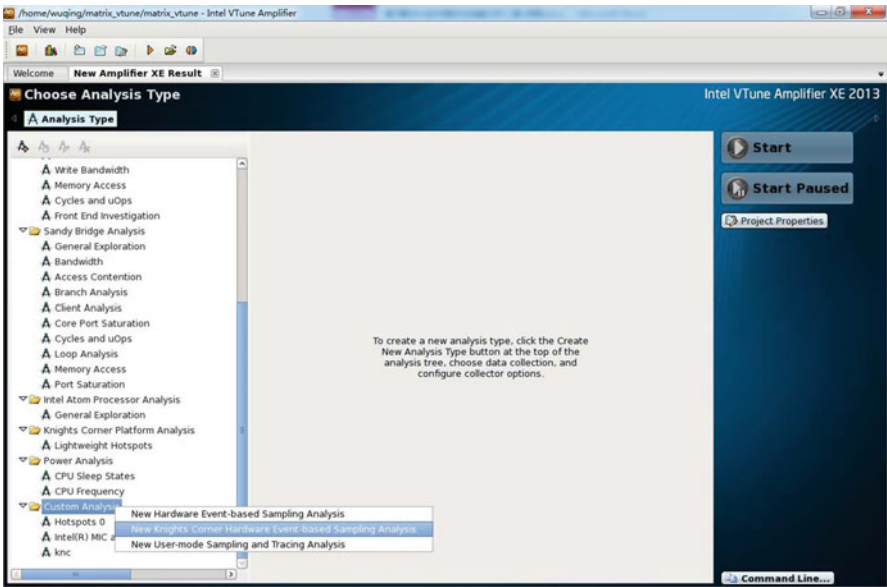 /home/wuqing/matrix_vtune/matrix_vtune - Intel VTune Amplifier
File View Help
Welcome New Amplifier XE Result
Choose Analysis Type
Intel VTune Amplifier XE 2013
Analysis Type
Write Bandwidth
Memory Access
Cycles and uOps
Front End Investigation
Sandy Bridge Analysis
General Exploration
Bandwidth
Access Contention
Branch Analysis
Client Analysis
Core Port Saturation
Cycles and uOps
Loop Analysis
Memory Access
Port Saturation
Intel Atom Processor Analysis
General Exploration
Knights Corner Platform Analysis
Lightweight Hotspots
Power Analysis
CPU Sleep States
CPU Frequency
Custom Analysis
Hotspots 0
Intel(R) MIC a
knc
New Hardware Event-based Sampling Analysis
New Knights Corner Hardware Event-based Sampling Analysis
New User-mode Sampling and Tracing Analysis
To create a new analysis type, click the Create
New Analysis Type button at the top of the
analysis tree, choose data collection, and
configure collector options.
Start
Start Paused
Project Properties
Command Line...